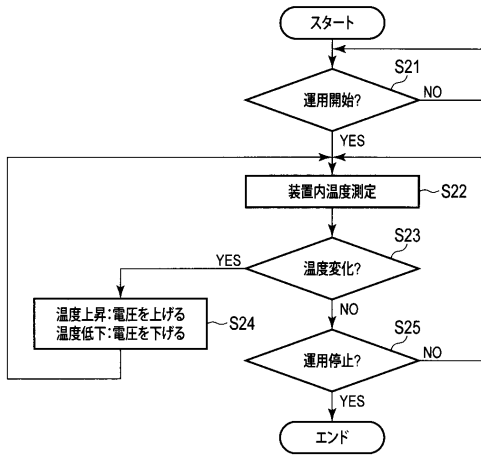 スタート
S21
運用開始?
NO
YES
装置内温度測定
S22
S23
温度変化?
YES
NO
温度上昇:電圧を上げる
温度低下:電圧を下げる
S24
S25
運用停止?
NO
YES
エンド